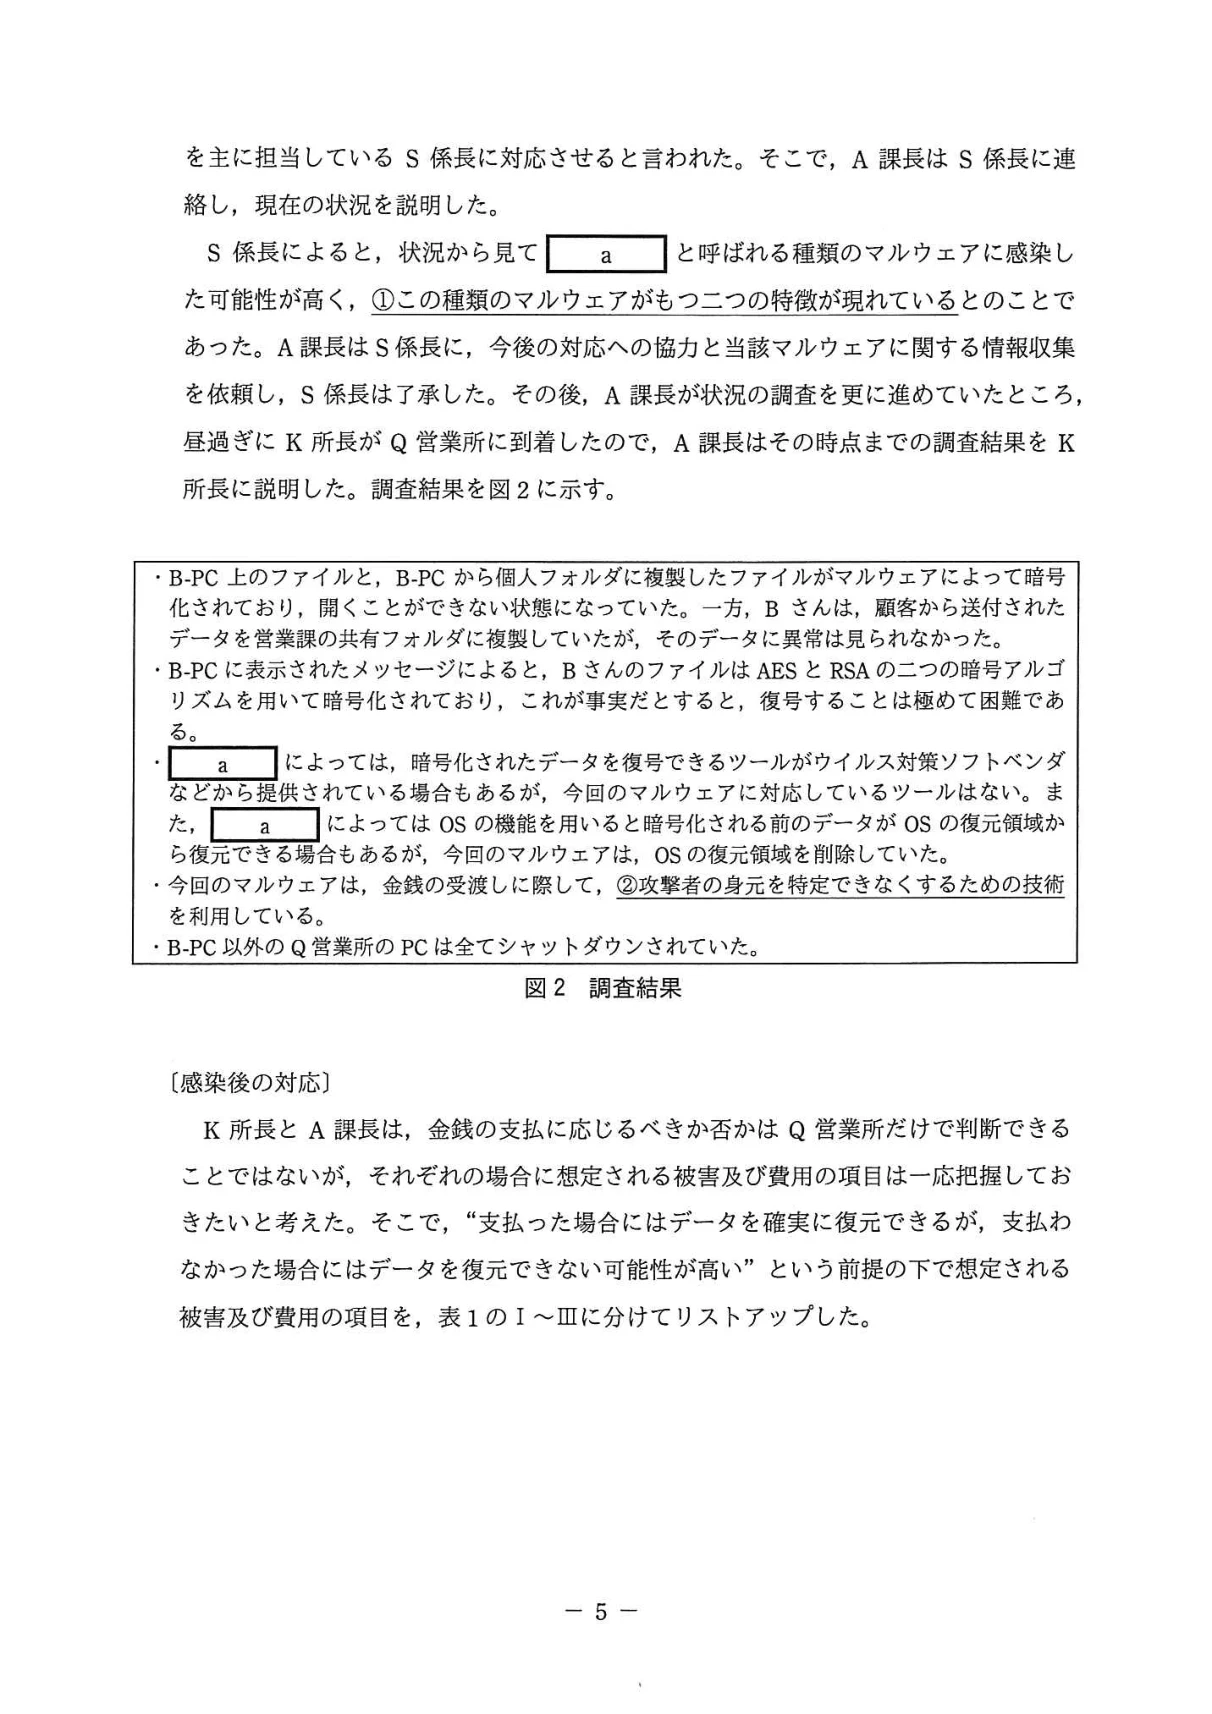 を主に担当している S 係長に対応させると言われた。そこで，A 課長は S 係長に連
絡し，現在の状況を説明した。
S 係長によると，状況から見て a と呼ばれる種類のマルウェアに感染し
た可能性が高く，①この種類のマルウェアがもつ二つの特徴が現れているとのことで
あった。A 課長は S 係長に，今後の対応への協力と当該マルウェアに関する情報収集
を依頼し，S 係長は了承した。その後，A 課長が状況の調査を更に進めていたところ，
昼過ぎに K 所長が Q 営業所に到着したので，A 課長はその時点までの調査結果を K
所長に説明した。調査結果を図 2 に示す。
・B-PC 上のファイルと，B-PC から個人フォルダに複製したファイルがマルウェアによって暗号
化されており，開くことができない状態になっていた。一方，B さんは，顧客から送付された
データを営業課の共有フォルダに複製していたが，そのデータに異常は見られなかった。
・B-PC に表示されたメッセージによると，B さんのファイルは AES と RSA の二つの暗号アルゴ
リズムを用いて暗号化されており，これが事実だとすると，復号することは極めて困難であ
る。
・ a によっては，暗号化されたデータを復号できるツールがウイルス対策ソフトベンダ
などから提供されている場合もあるが，今回のマルウェアに対応しているツールはない。ま
た， a によっては OS の機能を用いると暗号化される前のデータが OS の復元領域か
ら復元できる場合もあるが，今回のマルウェアは，OS の復元領域を削除していた。
・今回のマルウェアは，金銭の受渡しに際して，②攻撃者の身元を特定できなくするための技術
を利用している。
・B-PC 以外の Q 営業所の PC は全てシャットダウンされていた。
図 2 調査結果
〔感染後の対応〕
K 所長と A 課長は，金銭の支払に応じるべきか否かは Q 営業所だけで判断できる
ことではないが，それぞれの場合に想定される被害及び費用の項目は一応把握してお
きたいと考えた。そこで，“支払った場合にはデータを確実に復元できるが，支払わ
なかった場合にはデータを復元できない可能性が高い” という前提の下で想定される
被害及び費用の項目を，表 1 の Ⅰ～Ⅲに分けてリストアップした。
－ 5 －